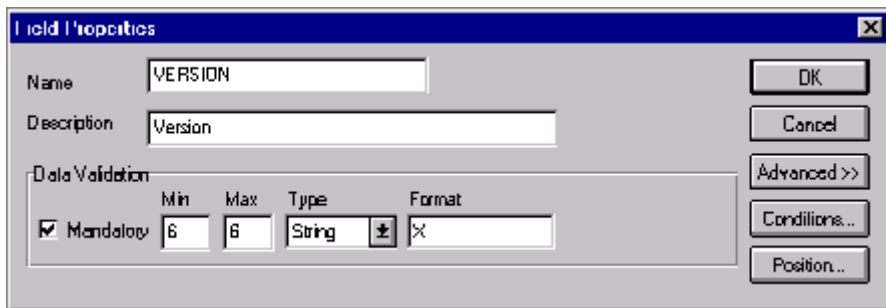 Field Properties
Name VERSION OK
Description Version Cancel
Data Validation Advanced >>
Min Max Type Format
Mandatory 6 6 String X Conditions...
Position...